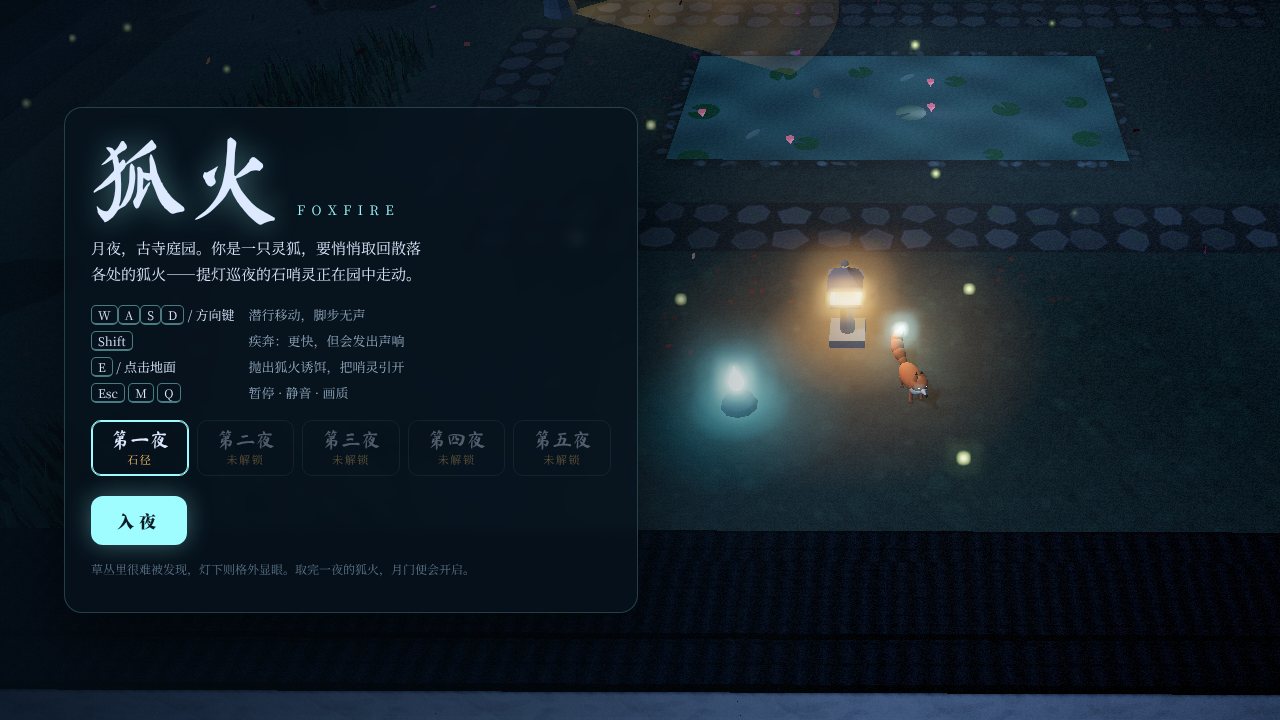 狐火 FOXFIRE
月夜，古寺庭园。你是一只灵狐，要悄悄取回散落
各处的狐火——提灯巡夜的石哨灵正在园中走动。
W A S D / 方向键 潜行移动，脚步无声
Shift 疾奔：更快，但会发出声响
E / 点击地面 抛出狐火诱饵，把哨灵引开
Esc M Q 暂停 · 静音 · 画质
第一夜 第二夜 第三夜 第四夜 第五夜
石径 未解锁 未解锁 未解锁 未解锁
入夜
草丛里很难被发现，灯下则格外显眼。取完一夜的狐火，月门便会开启。